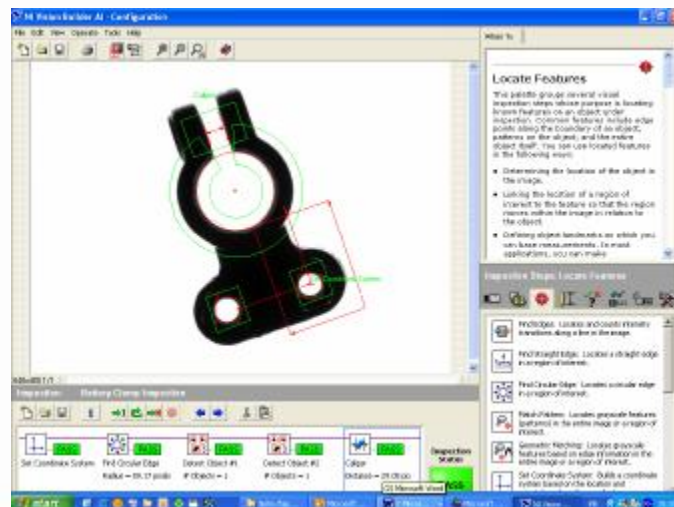 NI Vision Builder AI - Configuration
File Edit View Operate Tools Help
Locate Features
This palette groups several visual
inspection steps whose purpose is locating
known features on an object under
inspection. Common features include edge
points along the boundary of an object,
patterns on the object, and the entire
object itself. You can use located features
in the following ways:
Determining the location of the object in
the image.
Linking the location of a region of
interest to the feature so that the region
moves within the image in relation to
the object.
Defining object landmarks on which you
can base measurements. In most
applications, you can make
Inspection Steps: Locate Features
Find Edges: Locates and counts intensity
transitions along a line in the image.
Find Straight Edge: Locates a straight edge
in a region of interest.
Find Circular Edge: Locates a circular edge
in a region of interest.
Match Pattern: Locates grayscale features
(patterns) in the entire image or a region of
interest.
Geometric Matching: Locates grayscale
features based on edge information in the
entire image or a region of interest.
Set Coordinate System: Builds a coordinate
system based on the location and
Inspection: Battery Clamp Inspection
PASS PASS PASS PASS PASS
Set Coordinate System Find Circular Edge Detect Object #1 Detect Object #2 Caliper
# Objects = 1 # Objects = 1
Inspection
Status
PASS
Microsoft Word
start